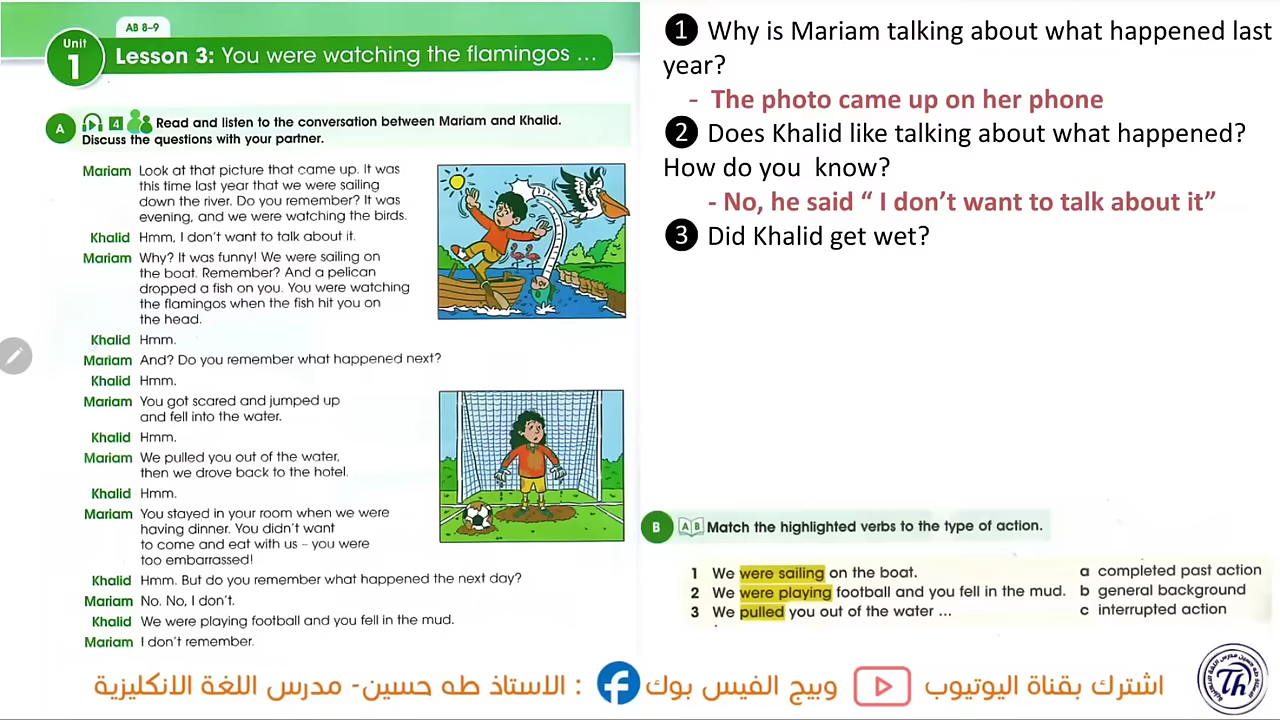 AB 8–9
Unit
1
Lesson 3: You were watching the flamingos ...
A 4 Read and listen to the conversation between Mariam and Khalid.
Discuss the questions with your partner.
Mariam Look at that picture that came up. It was
this time last year that we were sailing
down the river. Do you remember? It was
evening, and we were watching the birds.
Khalid Hmm, I don't want to talk about it.
Mariam Why? It was funny! We were sailing on
the boat. Remember? And a pelican
dropped a fish on you. You were watching
the flamingos when the fish hit you on
the head.
Khalid Hmm.
Mariam And? Do you remember what happened next?
Khalid Hmm.
Mariam You got scared and jumped up
and fell into the water.
Khalid Hmm.
Mariam We pulled you out of the water,
then we drove back to the hotel.
Khalid Hmm.
Mariam You stayed in your room when we were
having dinner. You didn't want
to come and eat with us – you were
too embarrassed!
Khalid Hmm. But do you remember what happened the next day?
Mariam No. No, I don't.
Khalid We were playing football and you fell in the mud.
Mariam I don't remember.
❶ Why is Mariam talking about what happened last
year?
- The photo came up on her phone
❷ Does Khalid like talking about what happened?
How do you know?
- No, he said “ I don’t want to talk about it”
❸ Did Khalid get wet?
B AB Match the highlighted verbs to the type of action.
1 We were sailing on the boat. a completed past action
2 We were playing football and you fell in the mud. b general background
3 We pulled you out of the water ... c interrupted action
اشترك بقناة اليوتيوب وبيج الفيس بوك : الاستاذ طه حسين- مدرس اللغة الانكليزية
Th